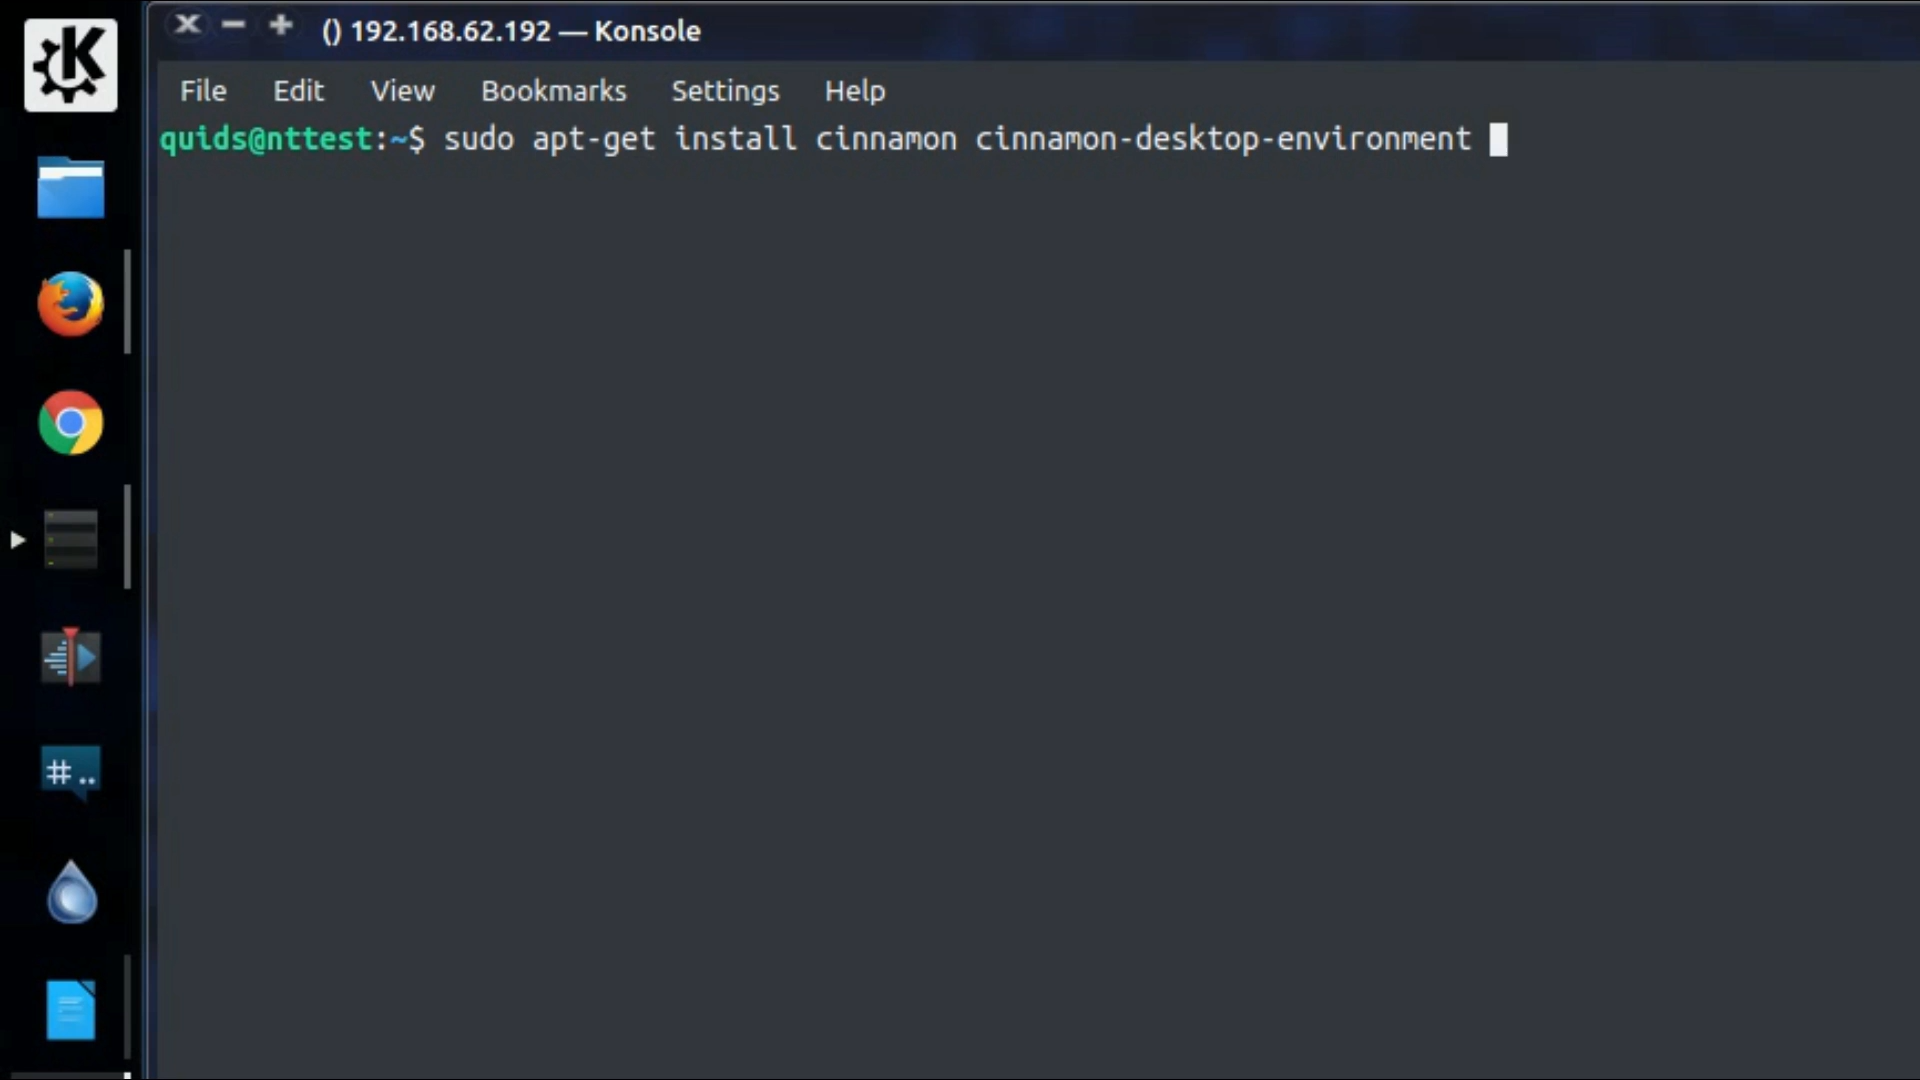 () 192.168.62.192 — Konsole
File Edit View Bookmarks Settings Help
quids@nttest:~$ sudo apt-get install cinnamon cinnamon-desktop-environment
K
# ..